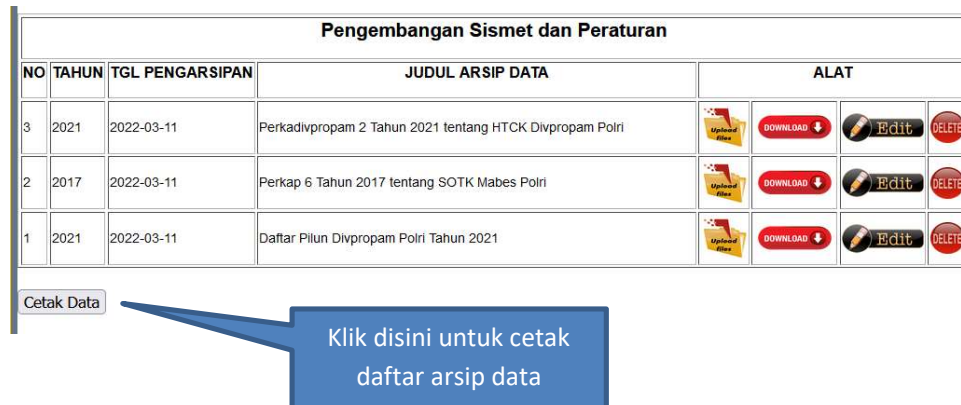 Pengembangan Sismet dan Peraturan
NO TAHUN TGL PENGARSIPAN JUDUL ARSIP DATA ALAT
3 2021 2022-03-11 Perkadivpropam 2 Tahun 2021 tentang HTCK Divpropam Polri Upload files DOWNLOAD Edit DELETE
2 2017 2022-03-11 Perkap 6 Tahun 2017 tentang SOTK Mabes Polri Upload files DOWNLOAD Edit DELETE
1 2021 2022-03-11 Daftar Pilun Divpropam Polri Tahun 2021 Upload files DOWNLOAD Edit DELETE
Cetak Data
Klik disini untuk cetak
daftar arsip data